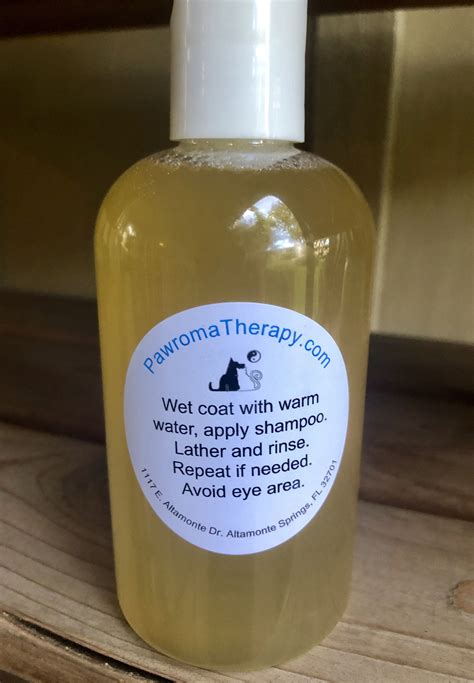 PawromaTherapy.com
Wet coat with warm
water, apply shampoo.
Lather and rinse.
Repeat if needed.
Avoid eye area.
1117 E. Altamonte Dr. Altamonte Springs, FL 32701